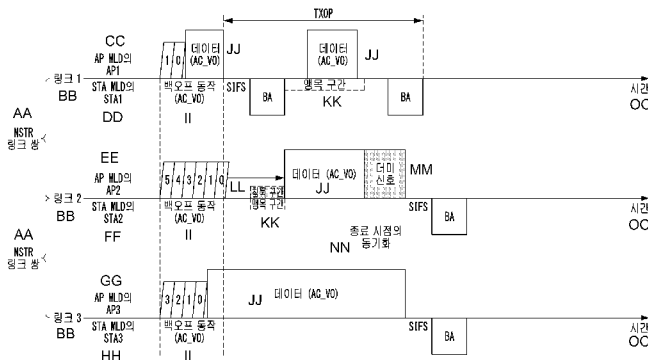 TXOP
CC
AP MLD의
AP1
1 0
데이터
(AC_VO)
JJ
데이터
(AC_VO)
JJ
링크 1
BB
STA MLD의
STA1
DD
백오프 동작
(AC_VO)
II
SIFS
BA
맹목 구간
KK
BA
시간
OO
AA
NSTR
링크 쌍
EE
AP MLD의
AP2
5 4 3 2 1 0
LL
맹목 구간
맹목 구간
KK
데이터 (AC_VO)
JJ
더미
신호
MM
링크 2
BB
STA MLD의
STA2
FF
백오프 동작
(AC_VO)
II
SIFS
BA
시간
OO
NN
종료 시점의
동기화
AA
NSTR
링크 쌍
GG
AP MLD의
AP3
3 2 1 0
JJ
데이터 (AC_VO)
링크 3
BB
STA MLD의
STA3
HH
백오프 동작
(AC_VO)
II
SIFS
BA
시간
OO